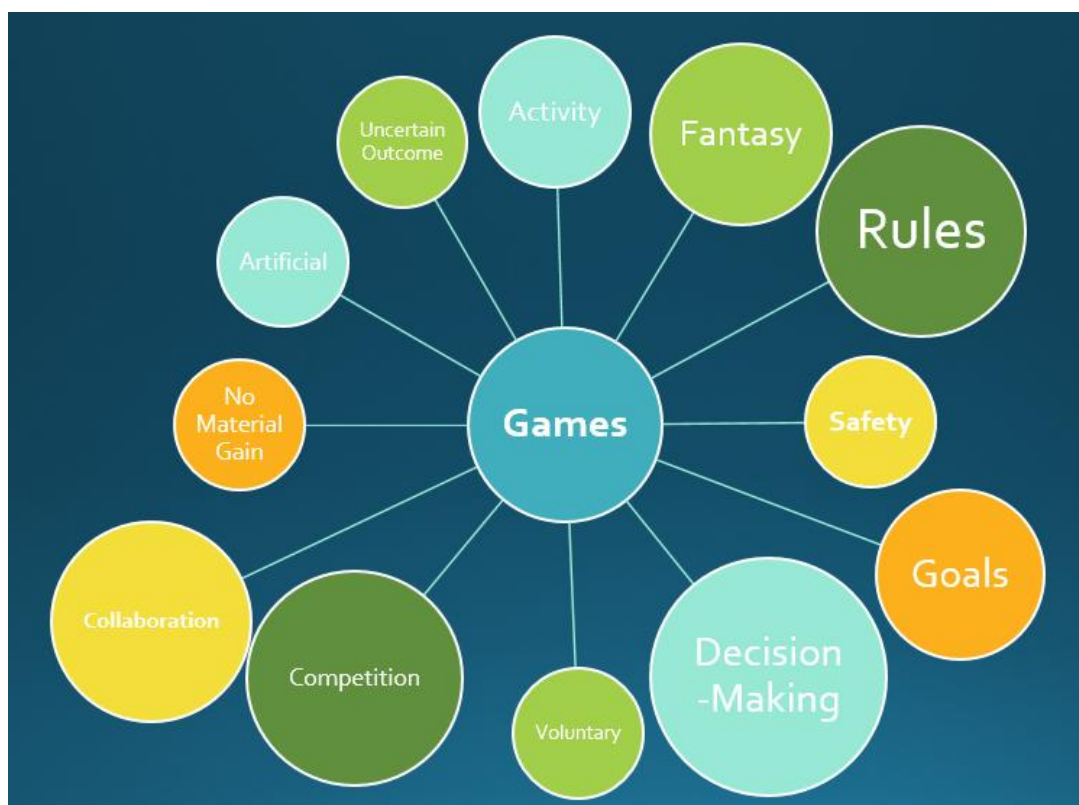 Activity
Fantasy
Uncertain
Outcome
Rules
Artificial
No
Material
Gain
Games
Safety
Goals
Collaboration
Competition
Decision
-Making
Voluntary